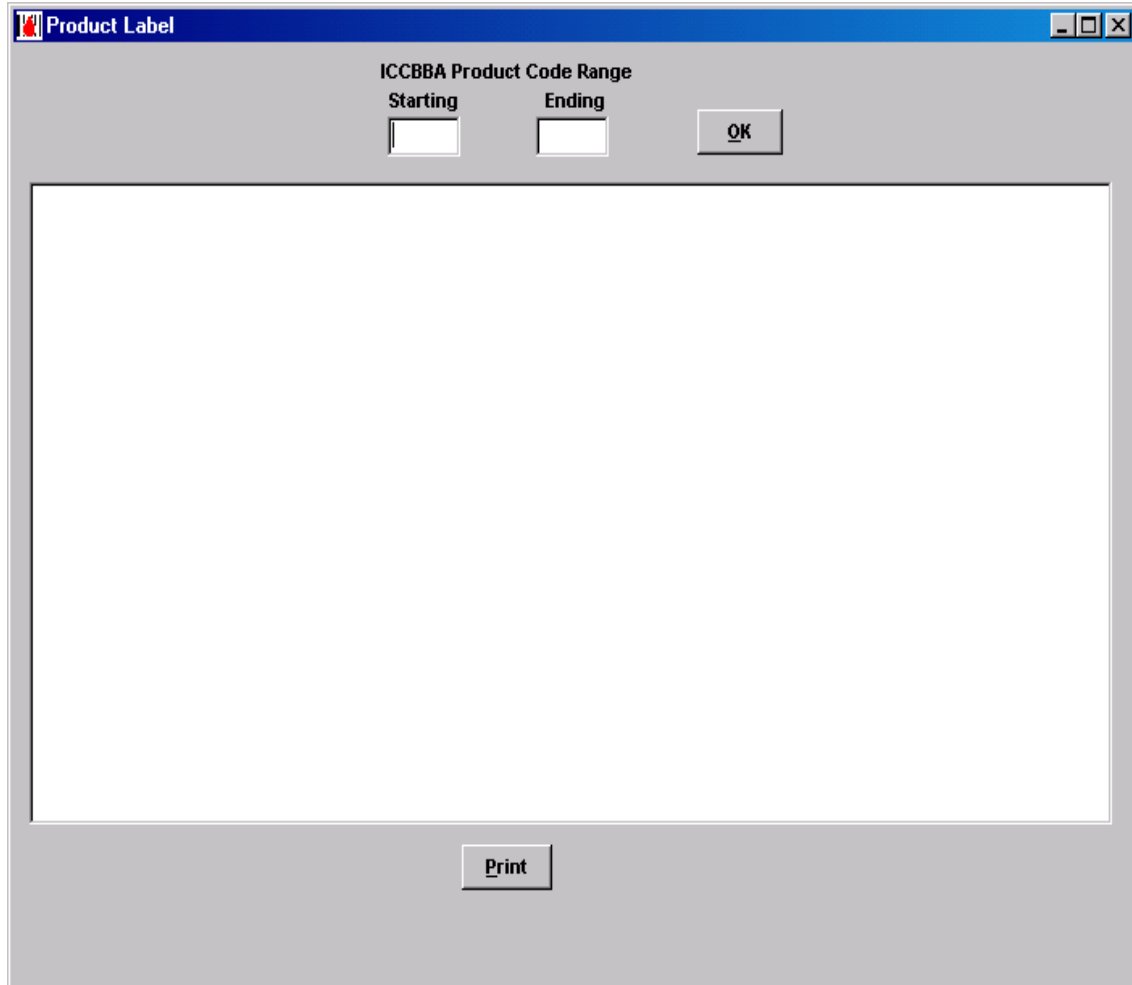 Product Label
ICCBBA Product Code Range
Starting Ending
OK
Print